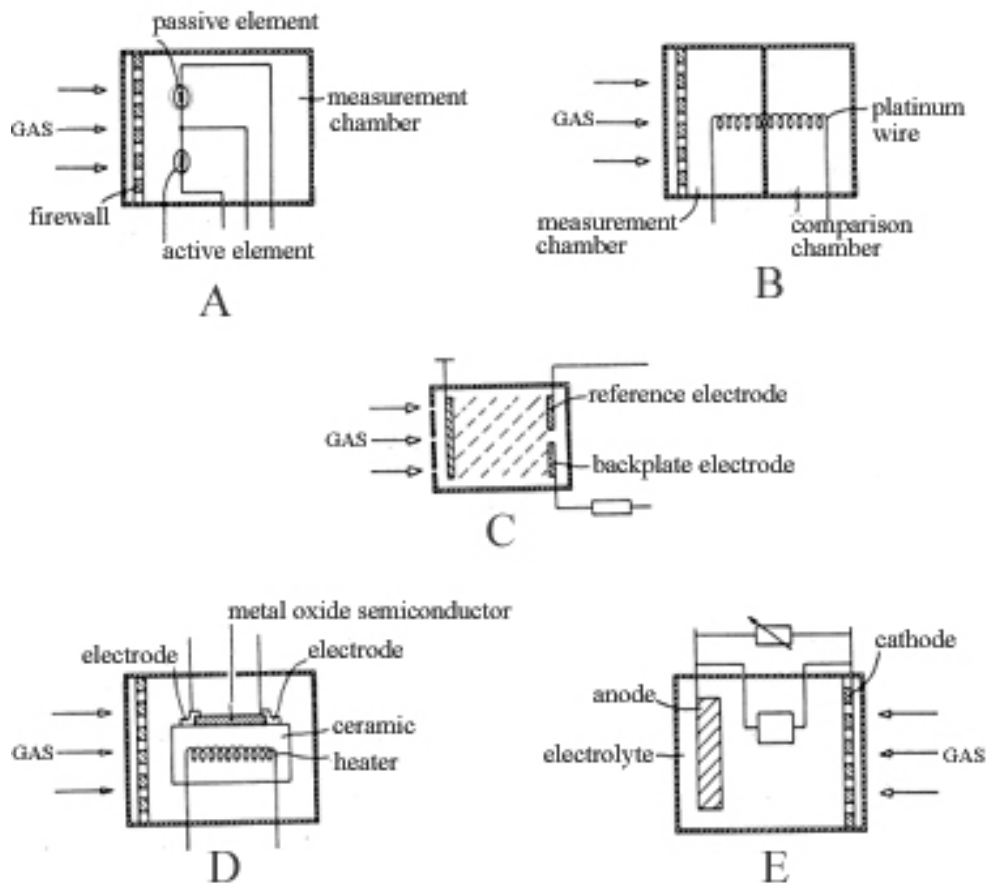 passive element
GAS
measurement
chamber
firewall
active element
A
GAS
platinum
wire
measurement
chamber
comparison
chamber
B
GAS
reference electrode
backplate electrode
C
metal oxide semiconductor
electrode
electrode
ceramic
GAS
heater
D
cathode
anode
electrolyte
GAS
E